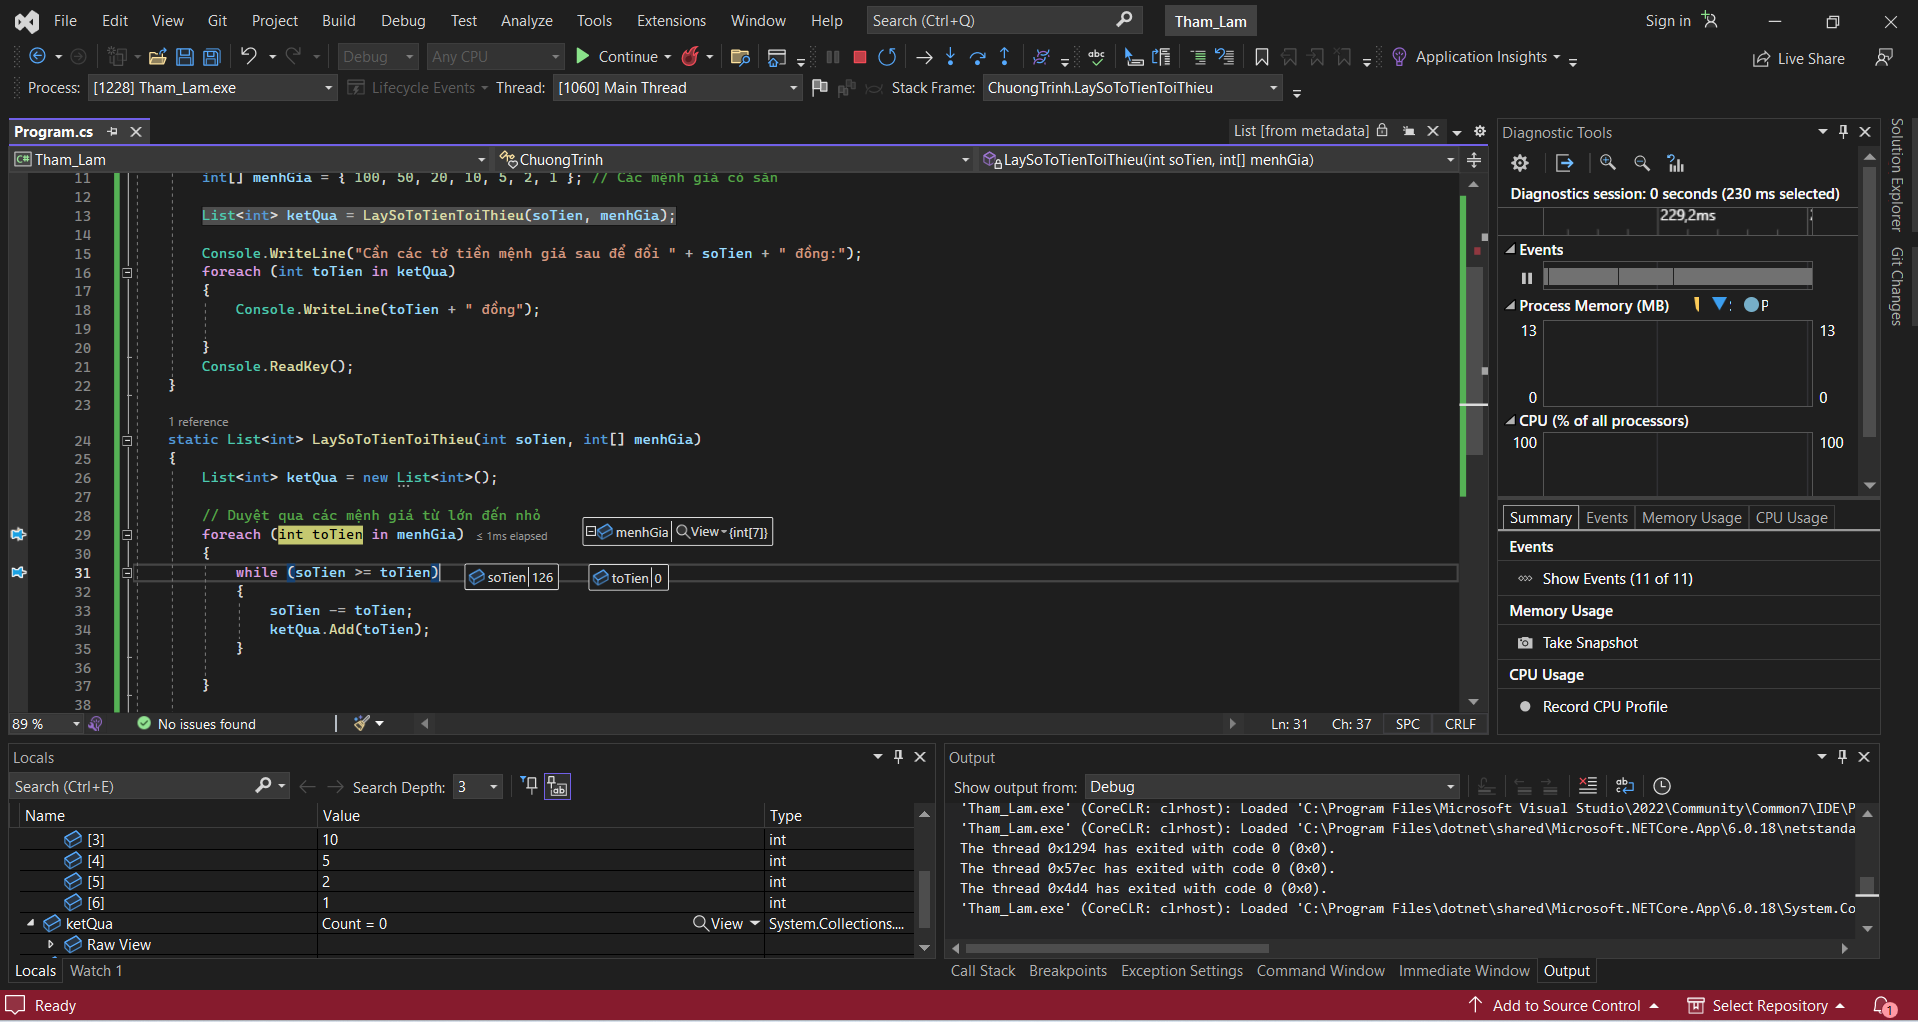 File Edit View Git Project Build Debug Test Analyze Tools Extensions Window Help Search (Ctrl+Q) Tham_Lam Sign in
Debug Any CPU Continue Application Insights Live Share
Process: [1228] Tham_Lam.exe Lifecycle Events Thread: [1060] Main Thread Stack Frame: ChuongTrinh.LaySoToTienToiThieu
Program.cs List [from metadata]
C# Tham_Lam ChuongTrinh LaySoToTienToiThieu(int soTien, int[] menhGia)
11 int[] menhGia = { 100, 50, 20, 10, 5, 2, 1 }; // Các mệnh giá có sẵn
12
13 List<int> ketQua = LaySoToTienToiThieu(soTien, menhGia);
14
15 Console.WriteLine("Cần các tờ tiền mệnh giá sau để đổi " + soTien + " đồng:");
16 foreach (int toTien in ketQua)
17 {
18 Console.WriteLine(toTien + " đồng");
19
20 }
21 Console.ReadKey();
22 }
23
1 reference
24 static List<int> LaySoToTienToiThieu(int soTien, int[] menhGia)
25 {
26 List<int> ketQua = new List<int>();
27
28 // Duyệt qua các mệnh giá từ lớn đến nhỏ
29 foreach (int toTien in menhGia) ≤ 1ms elapsed menhGia View {int[7]}
30 {
31 while (soTien >= toTien) soTien 126 toTien 0
32 {
33 soTien -= toTien;
34 ketQua.Add(toTien);
35 }
36
37 }
38
89 % No issues found Ln: 31 Ch: 37 SPC CRLF
Diagnostic Tools
Diagnostics session: 0 seconds (230 ms selected)
229,2ms
Events
Process Memory (MB) P
13 13
0 0
CPU (% of all processors)
100 100
Summary Events Memory Usage CPU Usage
Events
Show Events (11 of 11)
Memory Usage
Take Snapshot
CPU Usage
Record CPU Profile
Solution Explorer
Git Changes
Locals
Search (Ctrl+E) Search Depth: 3
Name Value Type
[3] 10 int
[4] 5 int
[5] 2 int
[6] 1 int
ketQua Count = 0 View System.Collections....
Raw View
Locals Watch 1
Output
Show output from: Debug
'Tham_Lam.exe' (CoreCLR: clrhost): Loaded 'C:\Program Files\Microsoft Visual Studio\2022\Community\Common7\IDE\P
'Tham_Lam.exe' (CoreCLR: clrhost): Loaded 'C:\Program Files\dotnet\shared\Microsoft.NETCore.App\6.0.18\netstanda
The thread 0x1294 has exited with code 0 (0x0).
The thread 0x57ec has exited with code 0 (0x0).
The thread 0x4d4 has exited with code 0 (0x0).
'Tham_Lam.exe' (CoreCLR: clrhost): Loaded 'C:\Program Files\dotnet\shared\Microsoft.NETCore.App\6.0.18\System.Co
Call Stack Breakpoints Exception Settings Command Window Immediate Window Output
Ready Add to Source Control Select Repository 1